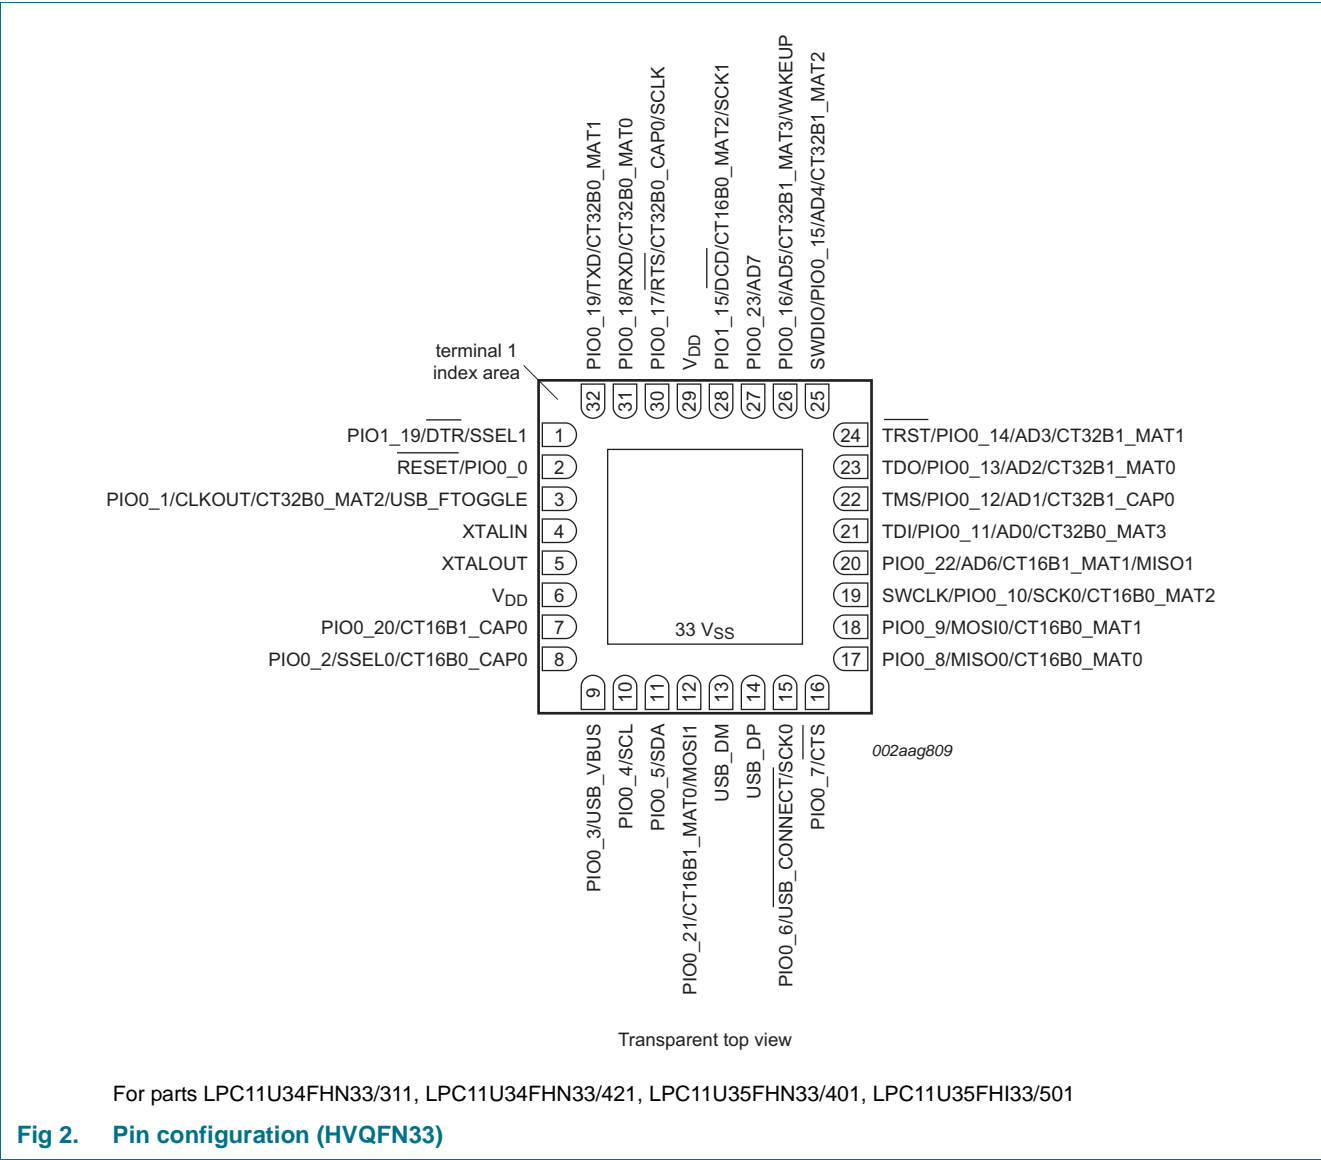 PIO0_19/TXD/CT32B0_MAT1
PIO0_18/RXD/CT32B0_MAT0
PIO0_17/RTS/CT32B0_CAP0/SCLK
VDD
PIO1_15/DCD/CT16B0_MAT2/SCK1
PIO0_23/AD7
PIO0_16/AD5/CT32B1_MAT3/WAKEUP
SWDIO/PIO0_15/AD4/CT32B1_MAT2
terminal 1
index area
32 31 30 29 28 27 26 25
PIO1_19/DTR/SSEL1 1
24 TRST/PIO0_14/AD3/CT32B1_MAT1
RESET/PIO0_0 2
23 TDO/PIO0_13/AD2/CT32B1_MAT0
PIO0_1/CLKOUT/CT32B0_MAT2/USB_FTOGGLE 3
22 TMS/PIO0_12/AD1/CT32B1_CAP0
XTALIN 4
21 TDI/PIO0_11/AD0/CT32B0_MAT3
XTALOUT 5
20 PIO0_22/AD6/CT16B1_MAT1/MISO1
VDD 6
19 SWCLK/PIO0_10/SCK0/CT16B0_MAT2
PIO0_20/CT16B1_CAP0 7
33 VSS
18 PIO0_9/MOSI0/CT16B0_MAT1
PIO0_2/SSEL0/CT16B0_CAP0 8
17 PIO0_8/MISO0/CT16B0_MAT0
9 10 11 12 13 14 15 16
PIO0_3/USB_VBUS
PIO0_4/SCL
PIO0_5/SDA
PIO0_21/CT16B1_MAT0/MOSI1
USB_DM
USB_DP
PIO0_6/USB_CONNECT/SCK0
PIO0_7/CTS
002aag809
Transparent top view
For parts LPC11U34FHN33/311, LPC11U34FHN33/421, LPC11U35FHN33/401, LPC11U35FHI33/501
Fig 2. Pin configuration (HVQFN33)